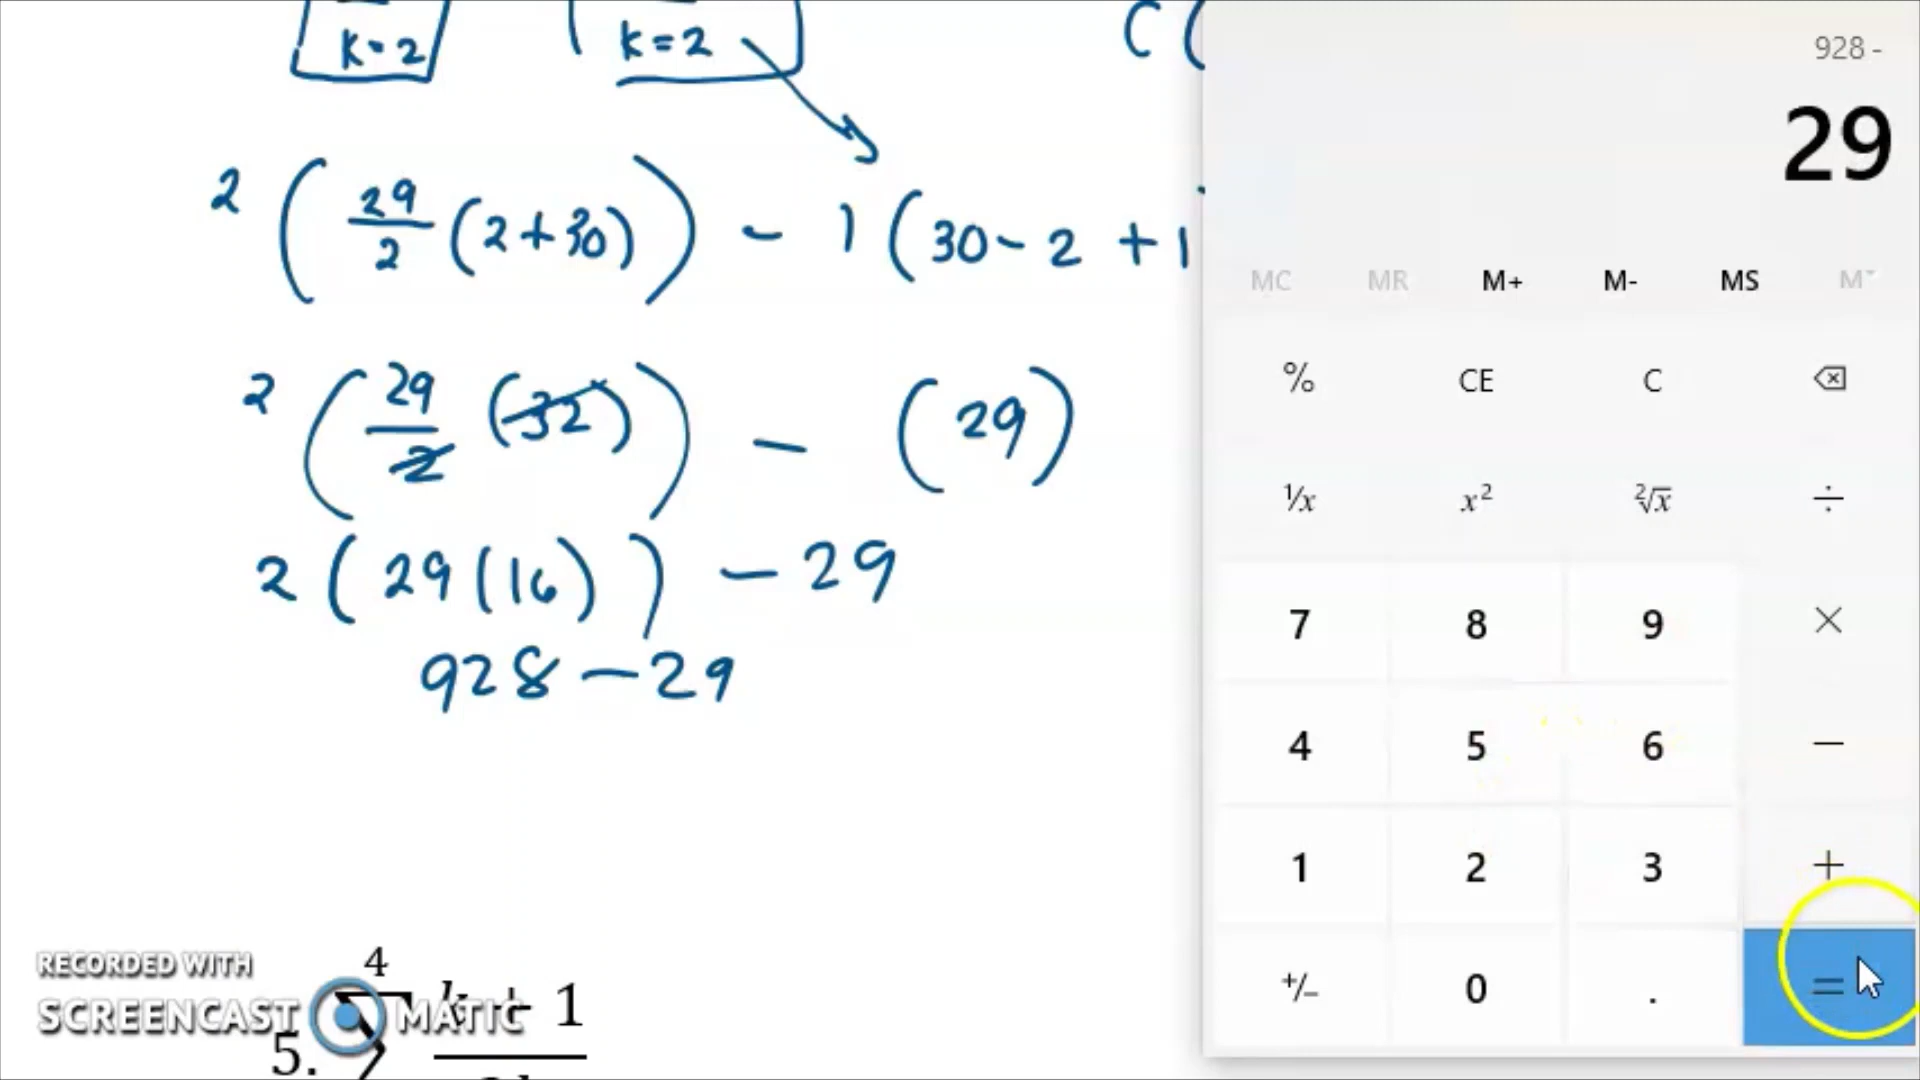 k=2
k=2
C (
2 ( 29/2 (2+30) ) - 1 (30-2 +1
2 ( 29/2 (32) ) - (29)
2 ( 29 (16) ) - 29
928 - 29
4
5. ∑ k + 1
RECORDED WITH
SCREENCAST MATIC
928 -
29
MC MR M+ M- MS M˅
% CE C
¹/x x² ²√x ÷
7 8 9 ×
4 5 6 −
1 2 3 +
+/− 0 . =